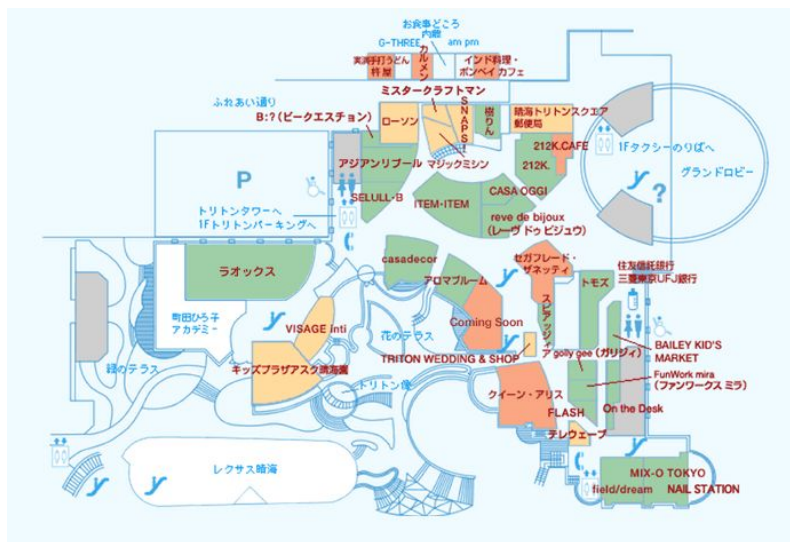 お食事どころ
内蔵
G-THREE
am pm
実演手打うどん
杵屋
カルメン
インド料理・
ボンベイカフェ
ミスタークラフトマン
ふれあい通り
B:?（ビークエスチョン）
ローソン
SNAPS!
樹りん
晴海トリトンスクエア
郵便局
アジアンリブール
マジックミシン
212K.CAFE
212K.
1Fタクシーのりばへ
グランドロビー
?
P
SELULL-B
ITEM-ITEM
CASA OGGI
reve de bijoux
（レーヴ ドゥ ビジュウ）
トリトンタワーへ
1Fトリトンパーキングへ
casadecor
セガフレード・
ザネッティ
住友信託銀行
三菱東京UFJ銀行
ラオックス
アロマブルーム
トモズ
スピアッジィア
町田ひろ子
アカデミー
VISAGE inti
花のテラス
Coming Soon
BAILEY KID'S
MARKET
TRITON WEDDING & SHOP
golly gee（ガリジィ）
緑のテラス
キッズプラザアスク晴海園
FunWork mira
（ファンワークス ミラ）
トリトン像
クイーン・アリス
FLASH
On the Desk
テレウェーブ
レクサス晴海
MIX-O TOKYO
field/dream
NAIL STATION